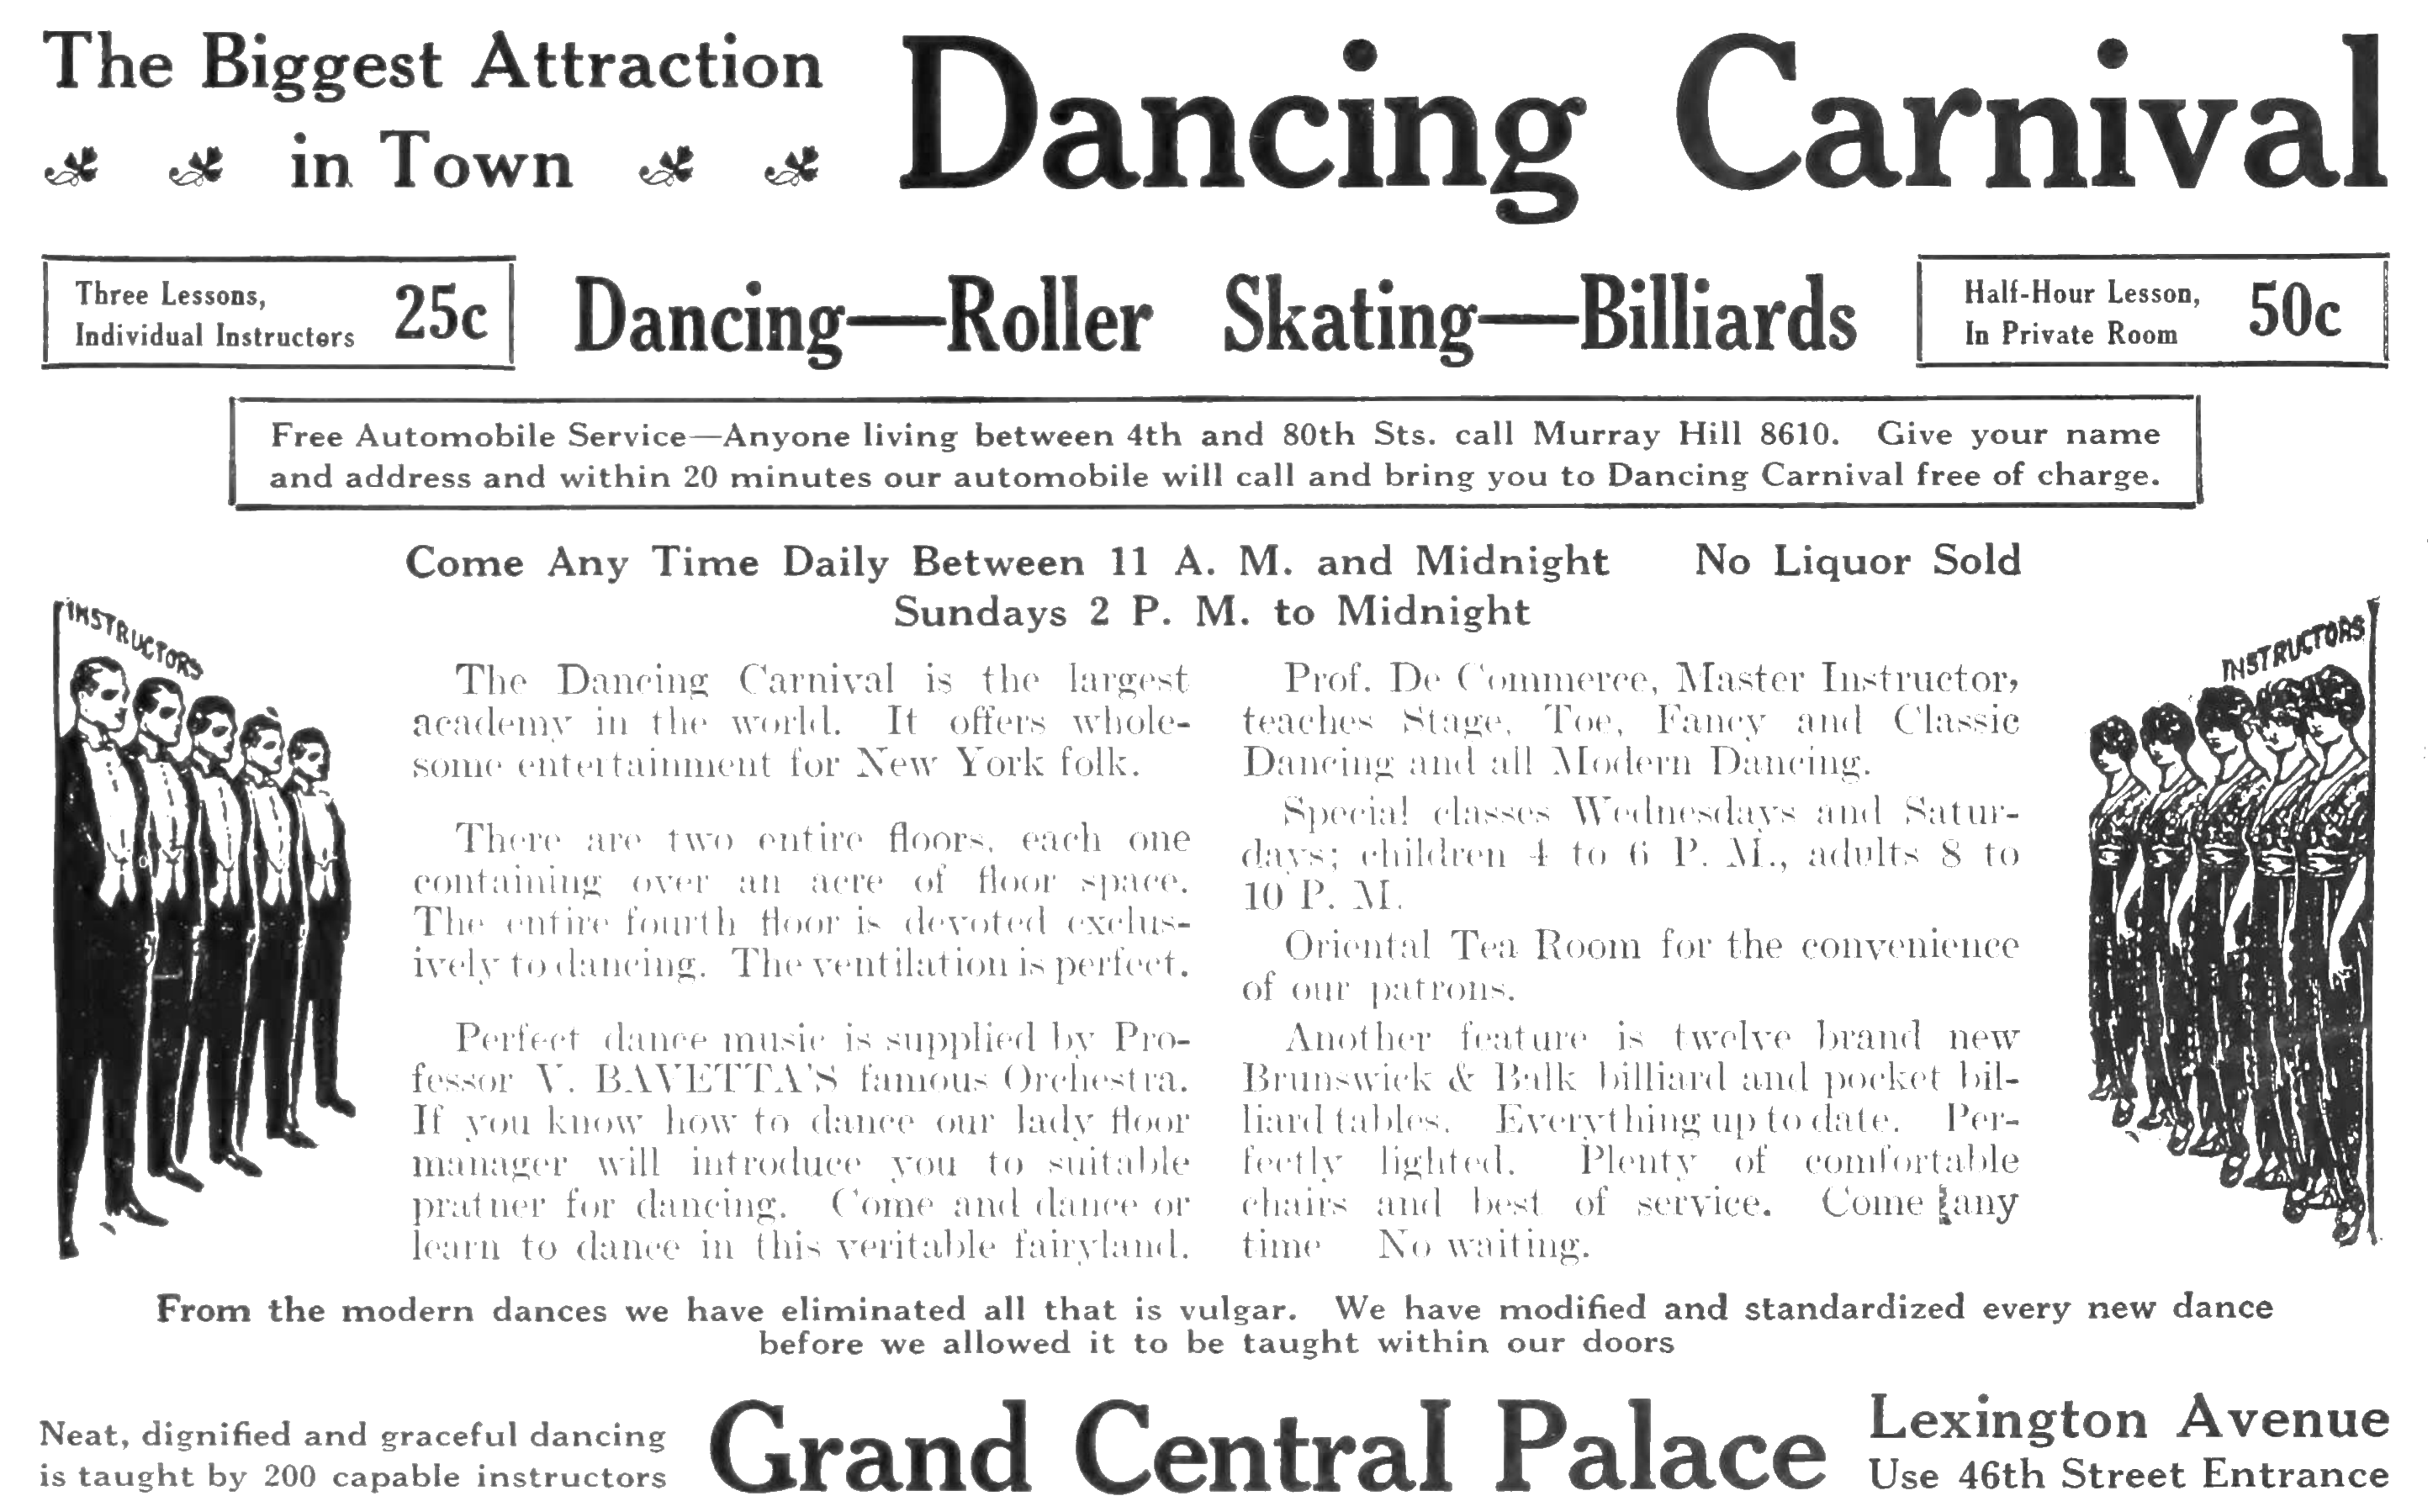 The Biggest Attraction
in Town
Dancing Carnival
Three Lessons,
Individual Instructors
25c
Dancing—Roller Skating—Billiards
Half-Hour Lesson,
In Private Room
50c
Free Automobile Service—Anyone living between 4th and 80th Sts. call Murray Hill 8610. Give your name
and address and within 20 minutes our automobile will call and bring you to Dancing Carnival free of charge.
Come Any Time Daily Between 11 A. M. and Midnight No Liquor Sold
Sundays 2 P. M. to Midnight
INSTRUCTORS
The Dancing Carnival is the largest
academy in the world. It offers whole-
some entertainment for New York folk.
There are two entire floors, each one
containing over an acre of floor space.
The entire fourth floor is devoted exclus-
ively to dancing. The ventilation is perfect.
Perfect dance music is supplied by Pro-
fessor V. BAVETTA'S famous Orchestra.
If you know how to dance our lady floor
manager will introduce you to suitable
pratner for dancing. Come and dance or
learn to dance in this veritable fairyland.
Prof. De Commerce, Master Instructor,
teaches Stage, Toe, Fancy and Classic
Dancing and all Modern Dancing.
Special classes Wednesdays and Satur-
days; children 4 to 6 P. M., adults 8 to
10 P. M.
Oriental Tea Room for the convenience
of our patrons.
Another feature is twelve brand new
Brunswick & Balk billiard and pocket bil-
liard tables. Everything up to date. Per-
fectly lighted. Plenty of comfortable
chairs and best of service. Come any
time No waiting.
INSTRUCTORS
From the modern dances we have eliminated all that is vulgar. We have modified and standardized every new dance
before we allowed it to be taught within our doors
Neat, dignified and graceful dancing
is taught by 200 capable instructors
Grand Central Palace
Lexington Avenue
Use 46th Street Entrance